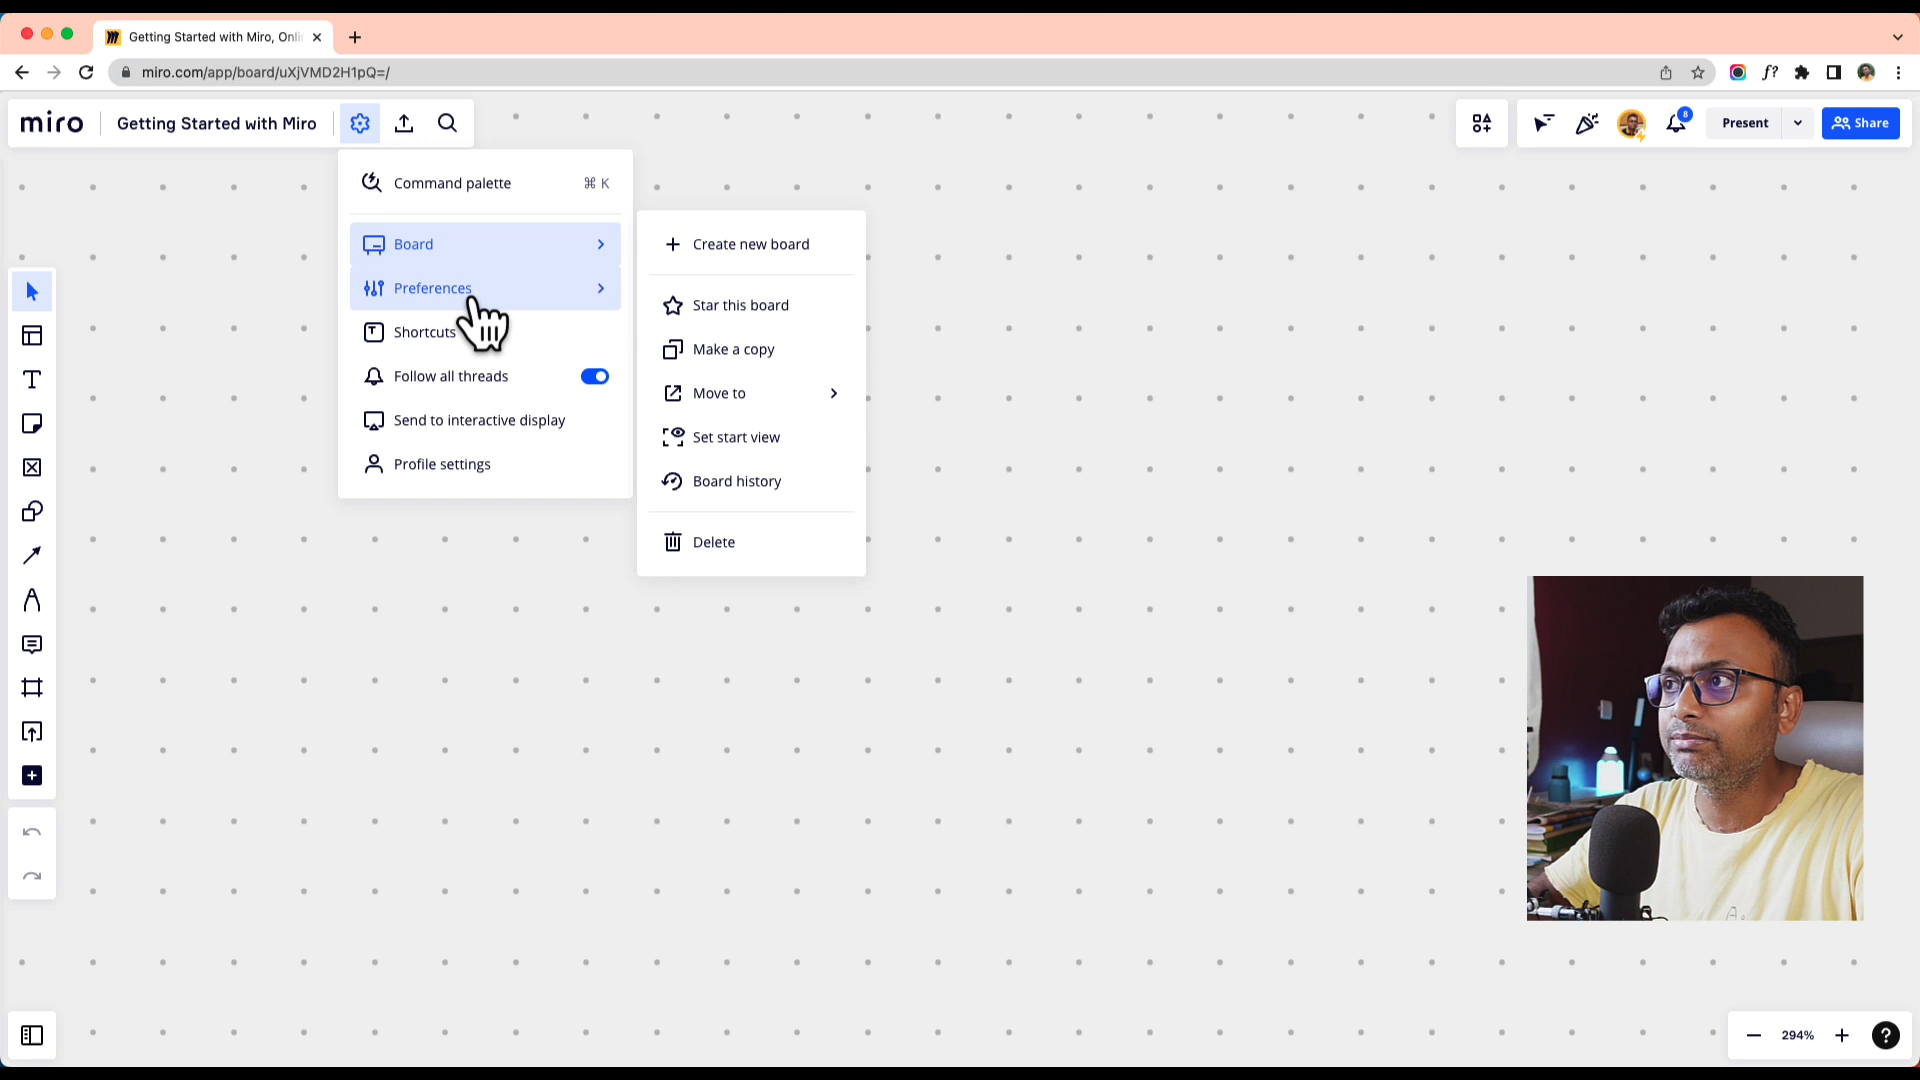 Getting Started with Miro, Onli
miro.com/app/board/uXjVMD2H1pQ=/
f?
miro
Getting Started with Miro
8
Present
Share
Command palette
⌘ K
Board
Preferences
Shortcuts
Follow all threads
Send to interactive display
Profile settings
Create new board
Star this board
Make a copy
Move to
Set start view
Board history
Delete
294%
?